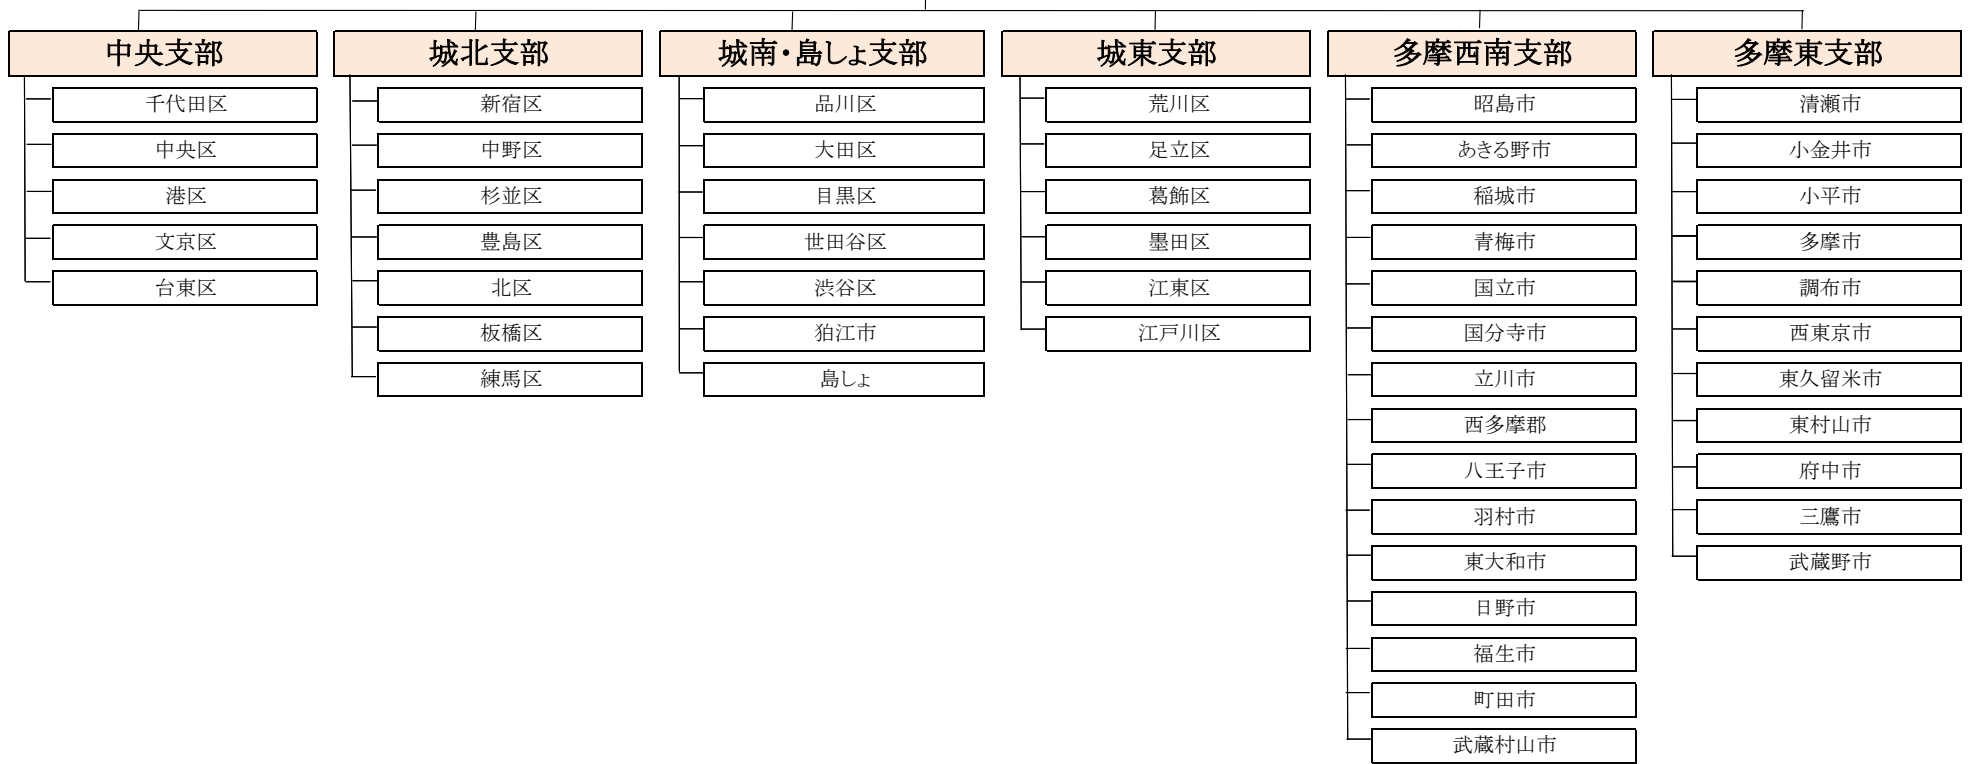 中央支部
千代田区
中央区
港区
文京区
台東区
城北支部
新宿区
中野区
杉並区
豊島区
北区
板橋区
練馬区
城南・島しょ支部
品川区
大田区
目黒区
世田谷区
渋谷区
狛江市
島しょ
城東支部
荒川区
足立区
葛飾区
墨田区
江東区
江戸川区
多摩西南支部
昭島市
あきる野市
稲城市
青梅市
国立市
国分寺市
立川市
西多摩郡
八王子市
羽村市
東大和市
日野市
福生市
町田市
武蔵村山市
多摩東支部
清瀬市
小金井市
小平市
多摩市
調布市
西東京市
東久留米市
東村山市
府中市
三鷹市
武蔵野市